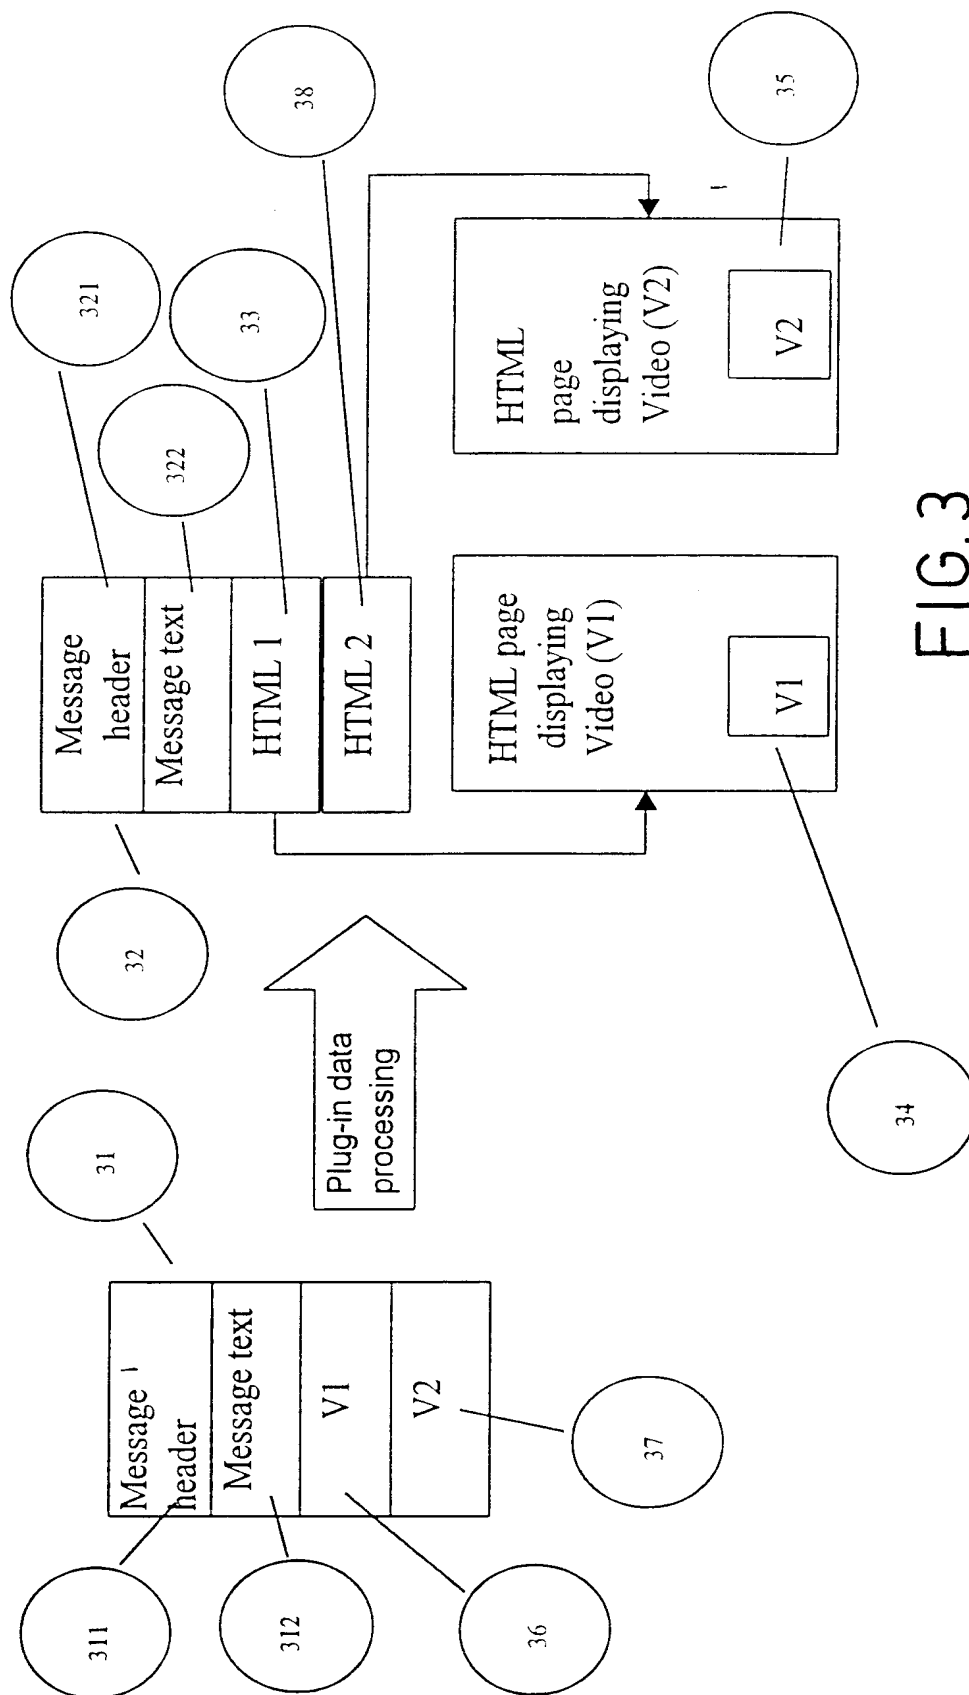 311
312
36
37
31
Message
header
Message text
V1
V2
Plug-in data
processing
32
321
322
33
38
Message
header
Message text
HTML 1
HTML 2
HTML page
displaying
Video (V1)
V1
34
HTML
page
displaying
Video (V2)
V2
35
FIG. 3